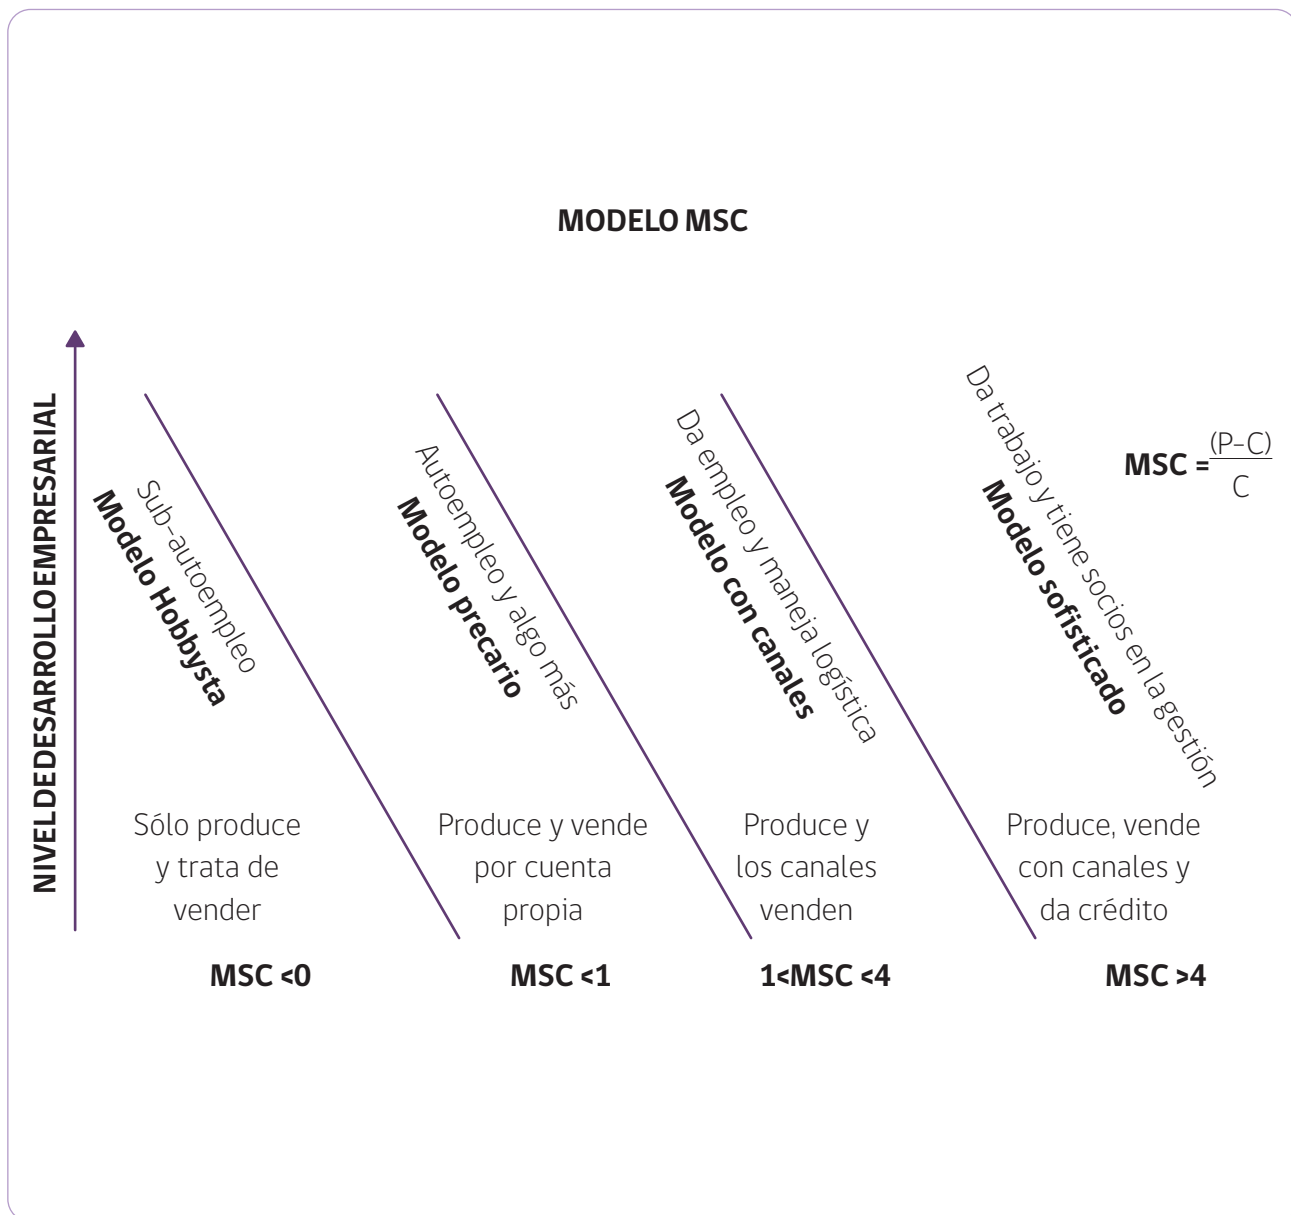 MODELO MSC
NIVEL DE DESARROLLO EMPRESARIAL
Sub-autoempleo
Modelo Hobbysta
Autoempleo y algo más
Modelo precario
Da empleo y maneja logística
Modelo con canales
Da trabajo y tiene socios en la gestión
Modelo sofisticado
MSC = (P-C)
C
Sólo produce
y trata de
vender
Produce y vende
por cuenta
propia
Produce y
los canales
venden
Produce, vende
con canales y
da crédito
MSC <0
MSC <1
1<MSC <4
MSC >4